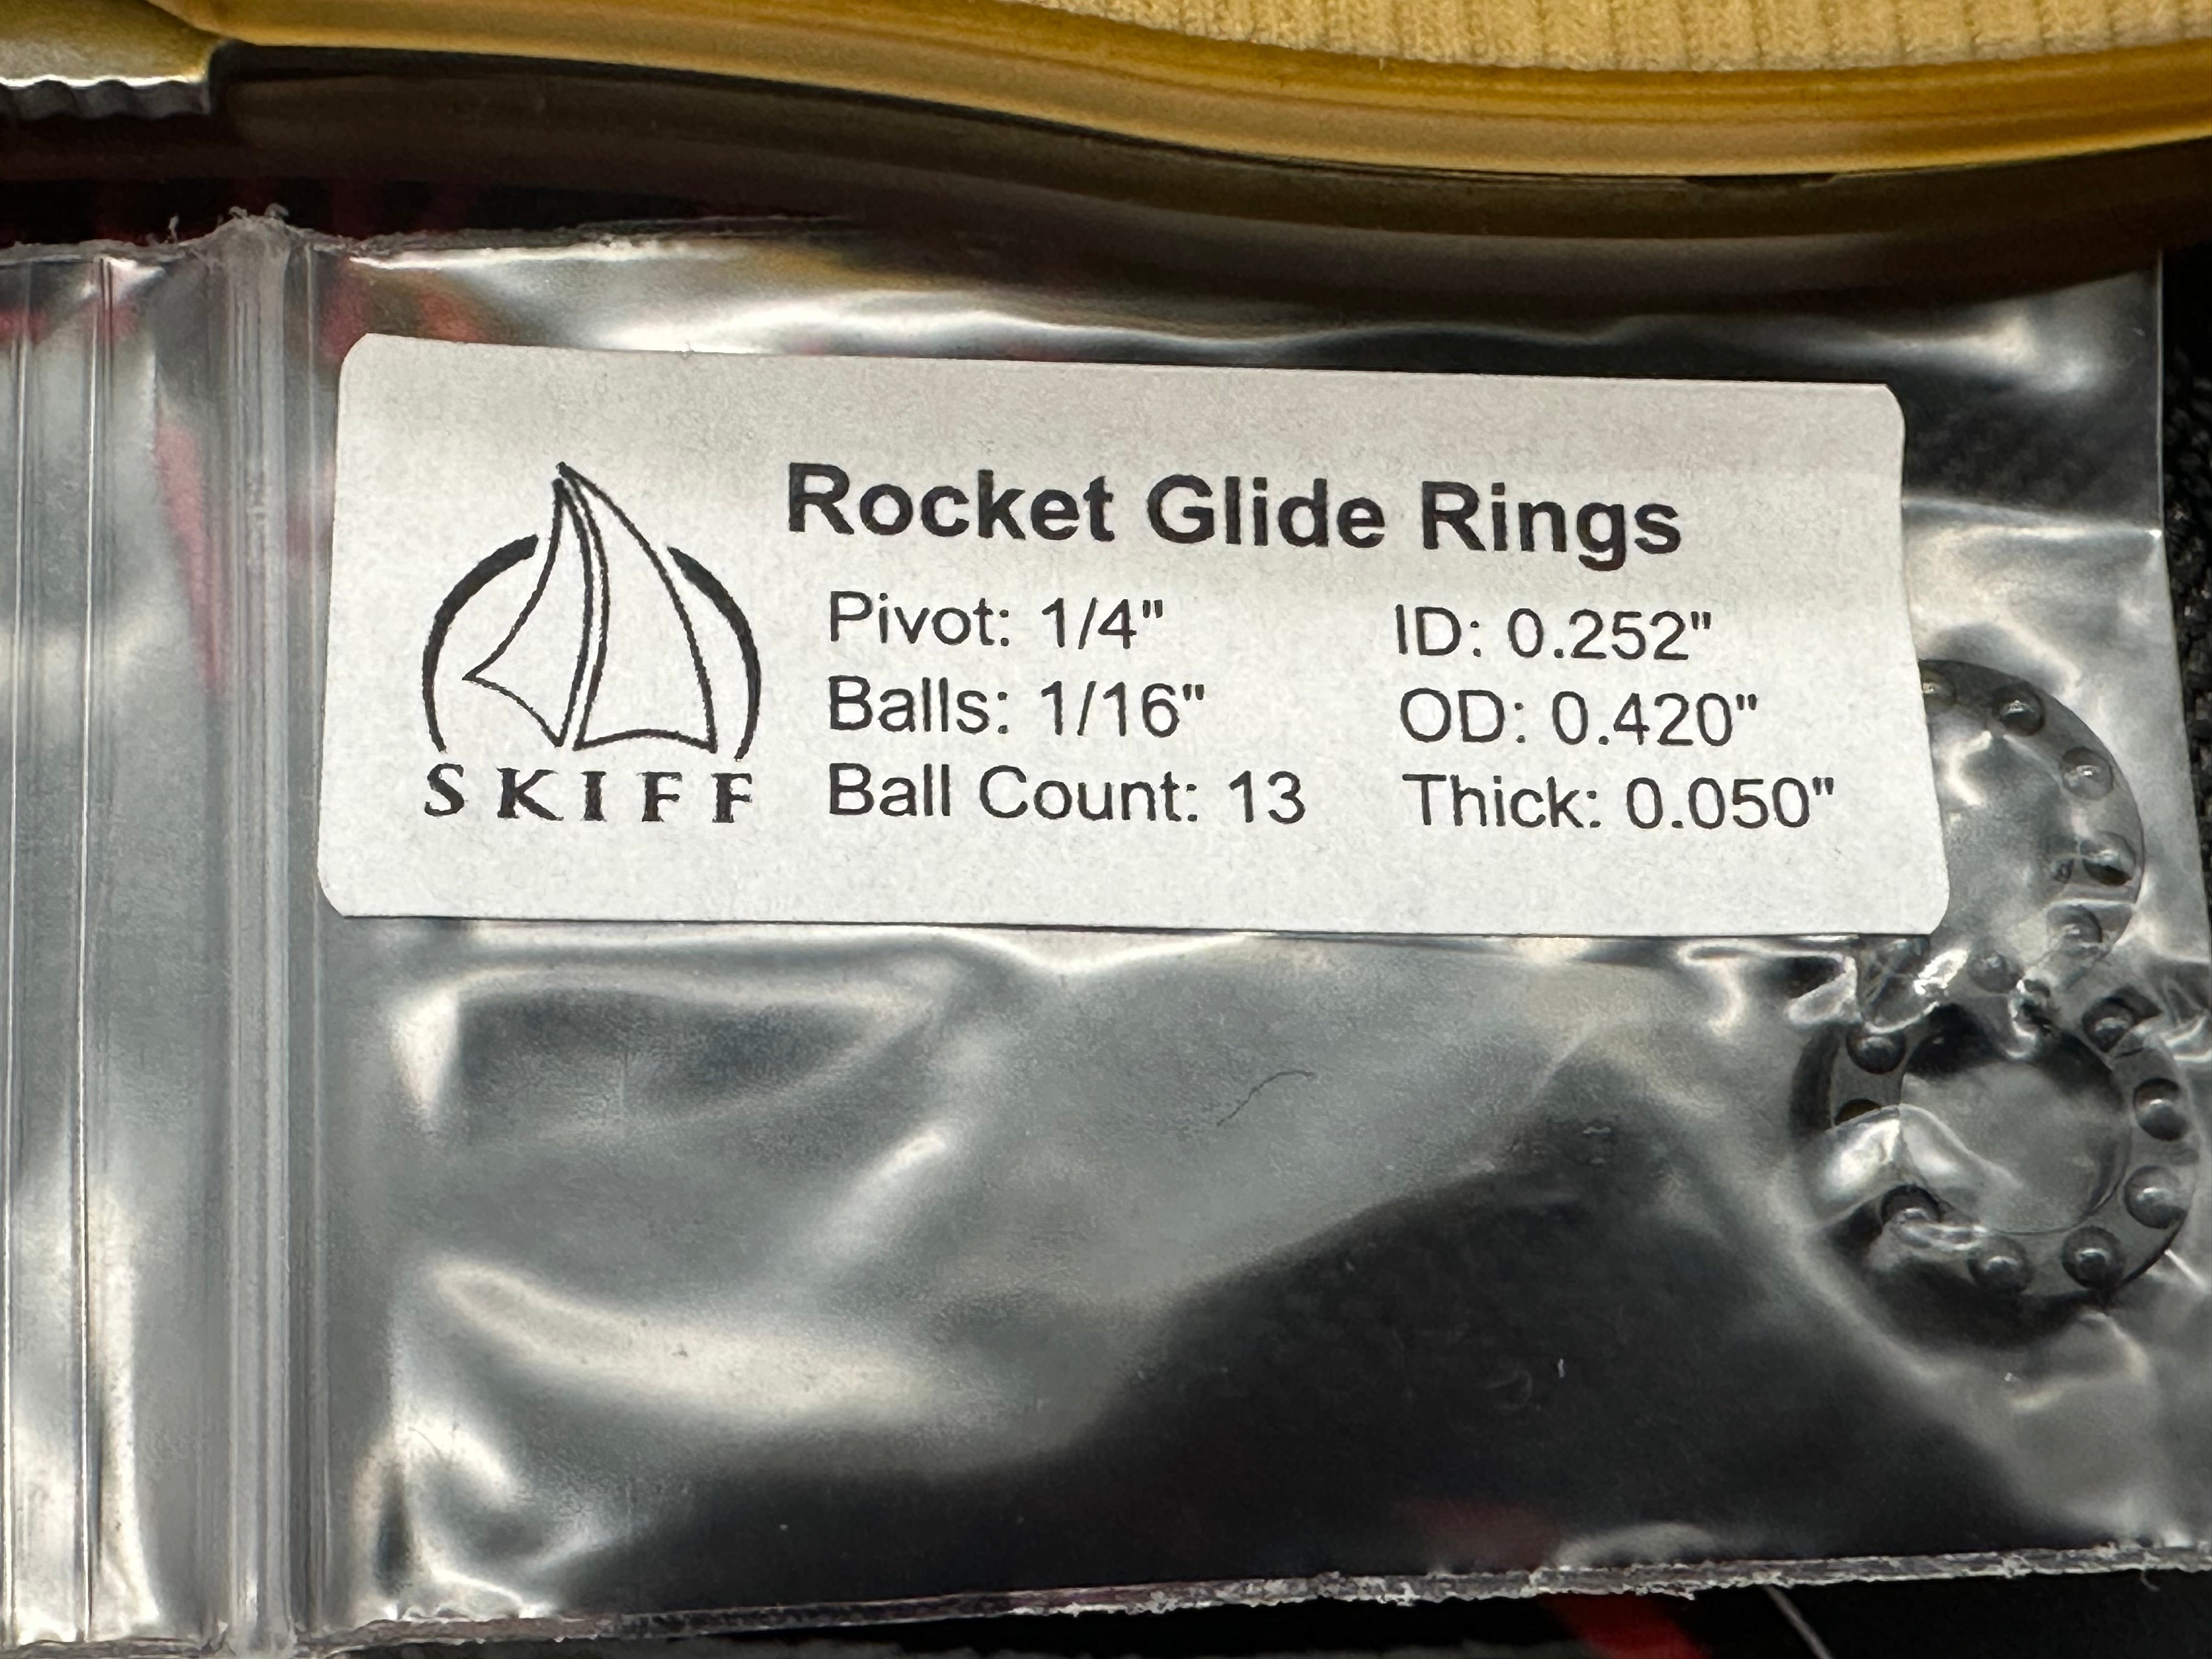 Rocket Glide Rings
Pivot: 1/4" ID: 0.252"
Balls: 1/16" OD: 0.420"
Ball Count: 13 Thick: 0.050"
SKIFF